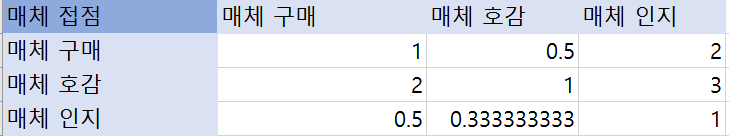 매체 접점 매체 구매 매체 호감 매체 인지
매체 구매 1 0.5 2
매체 호감 2 1 3
매체 인지 0.5 0.333333333 1